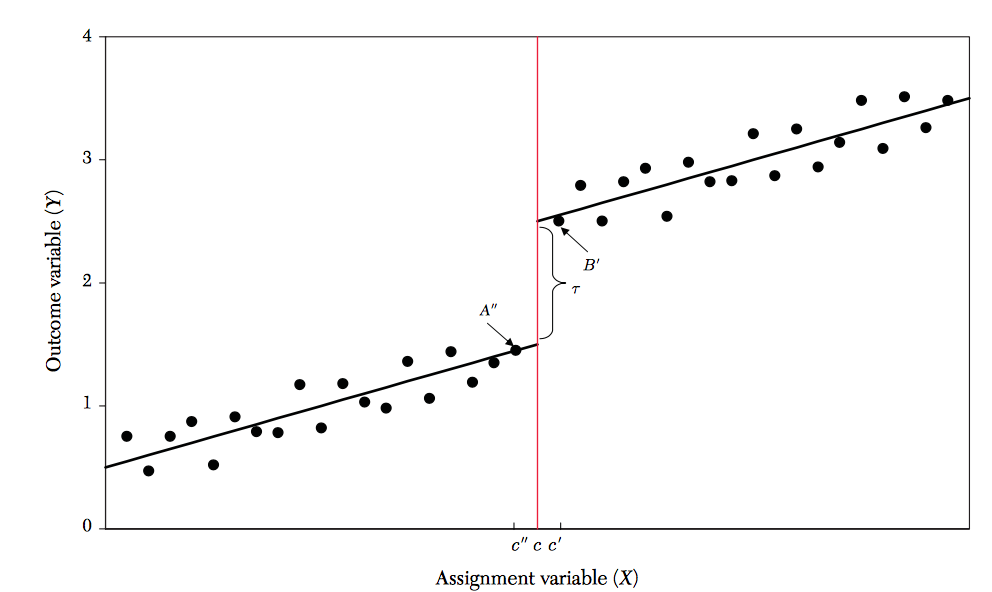 4
3
2
1
0
Outcome variable (Y)
A″
B′
τ
c″ c c′
Assignment variable (X)